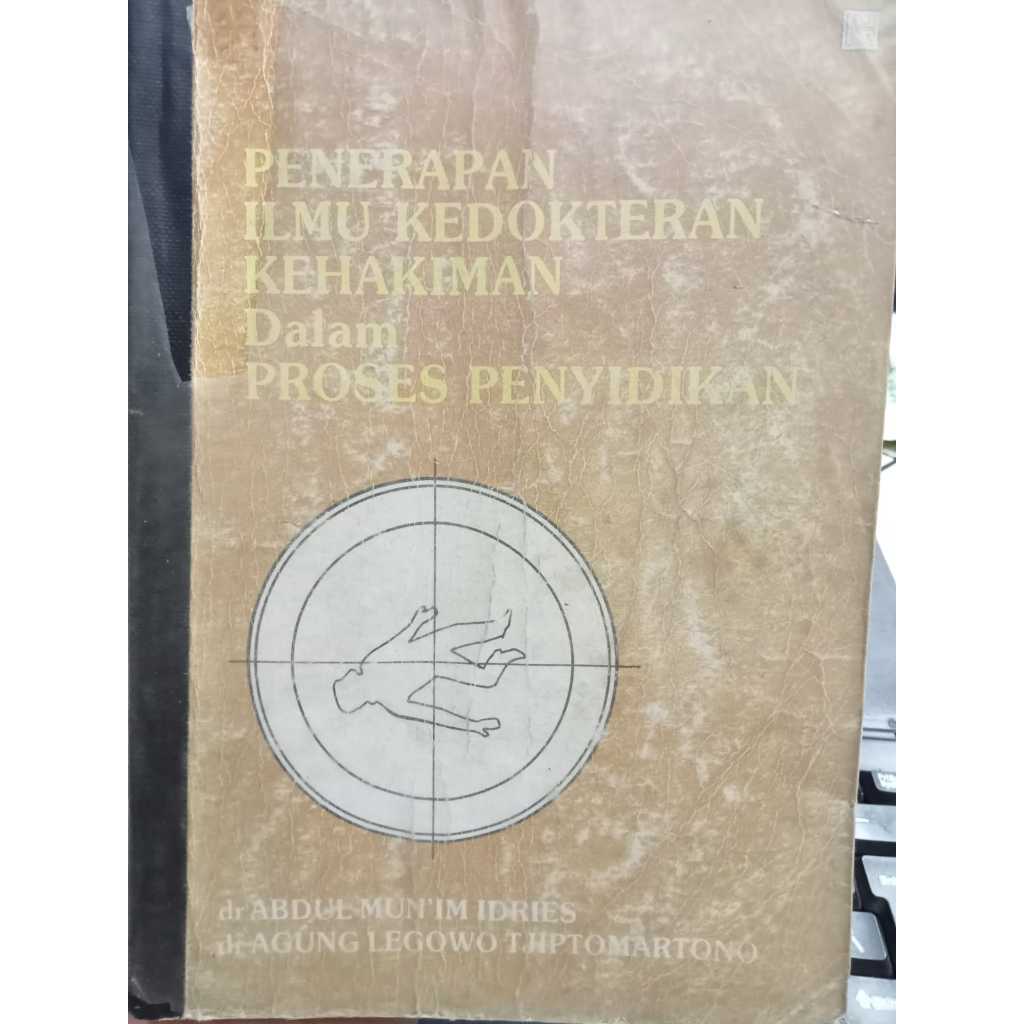 PENERAPAN
ILMU KEDOKTERAN
KEHAKIMAN
Dalam
PROSES PENYIDIKAN
dr ABDUL MUN'IM IDRIES
dr AGUNG LEGOWO TJIPTOMARTONO